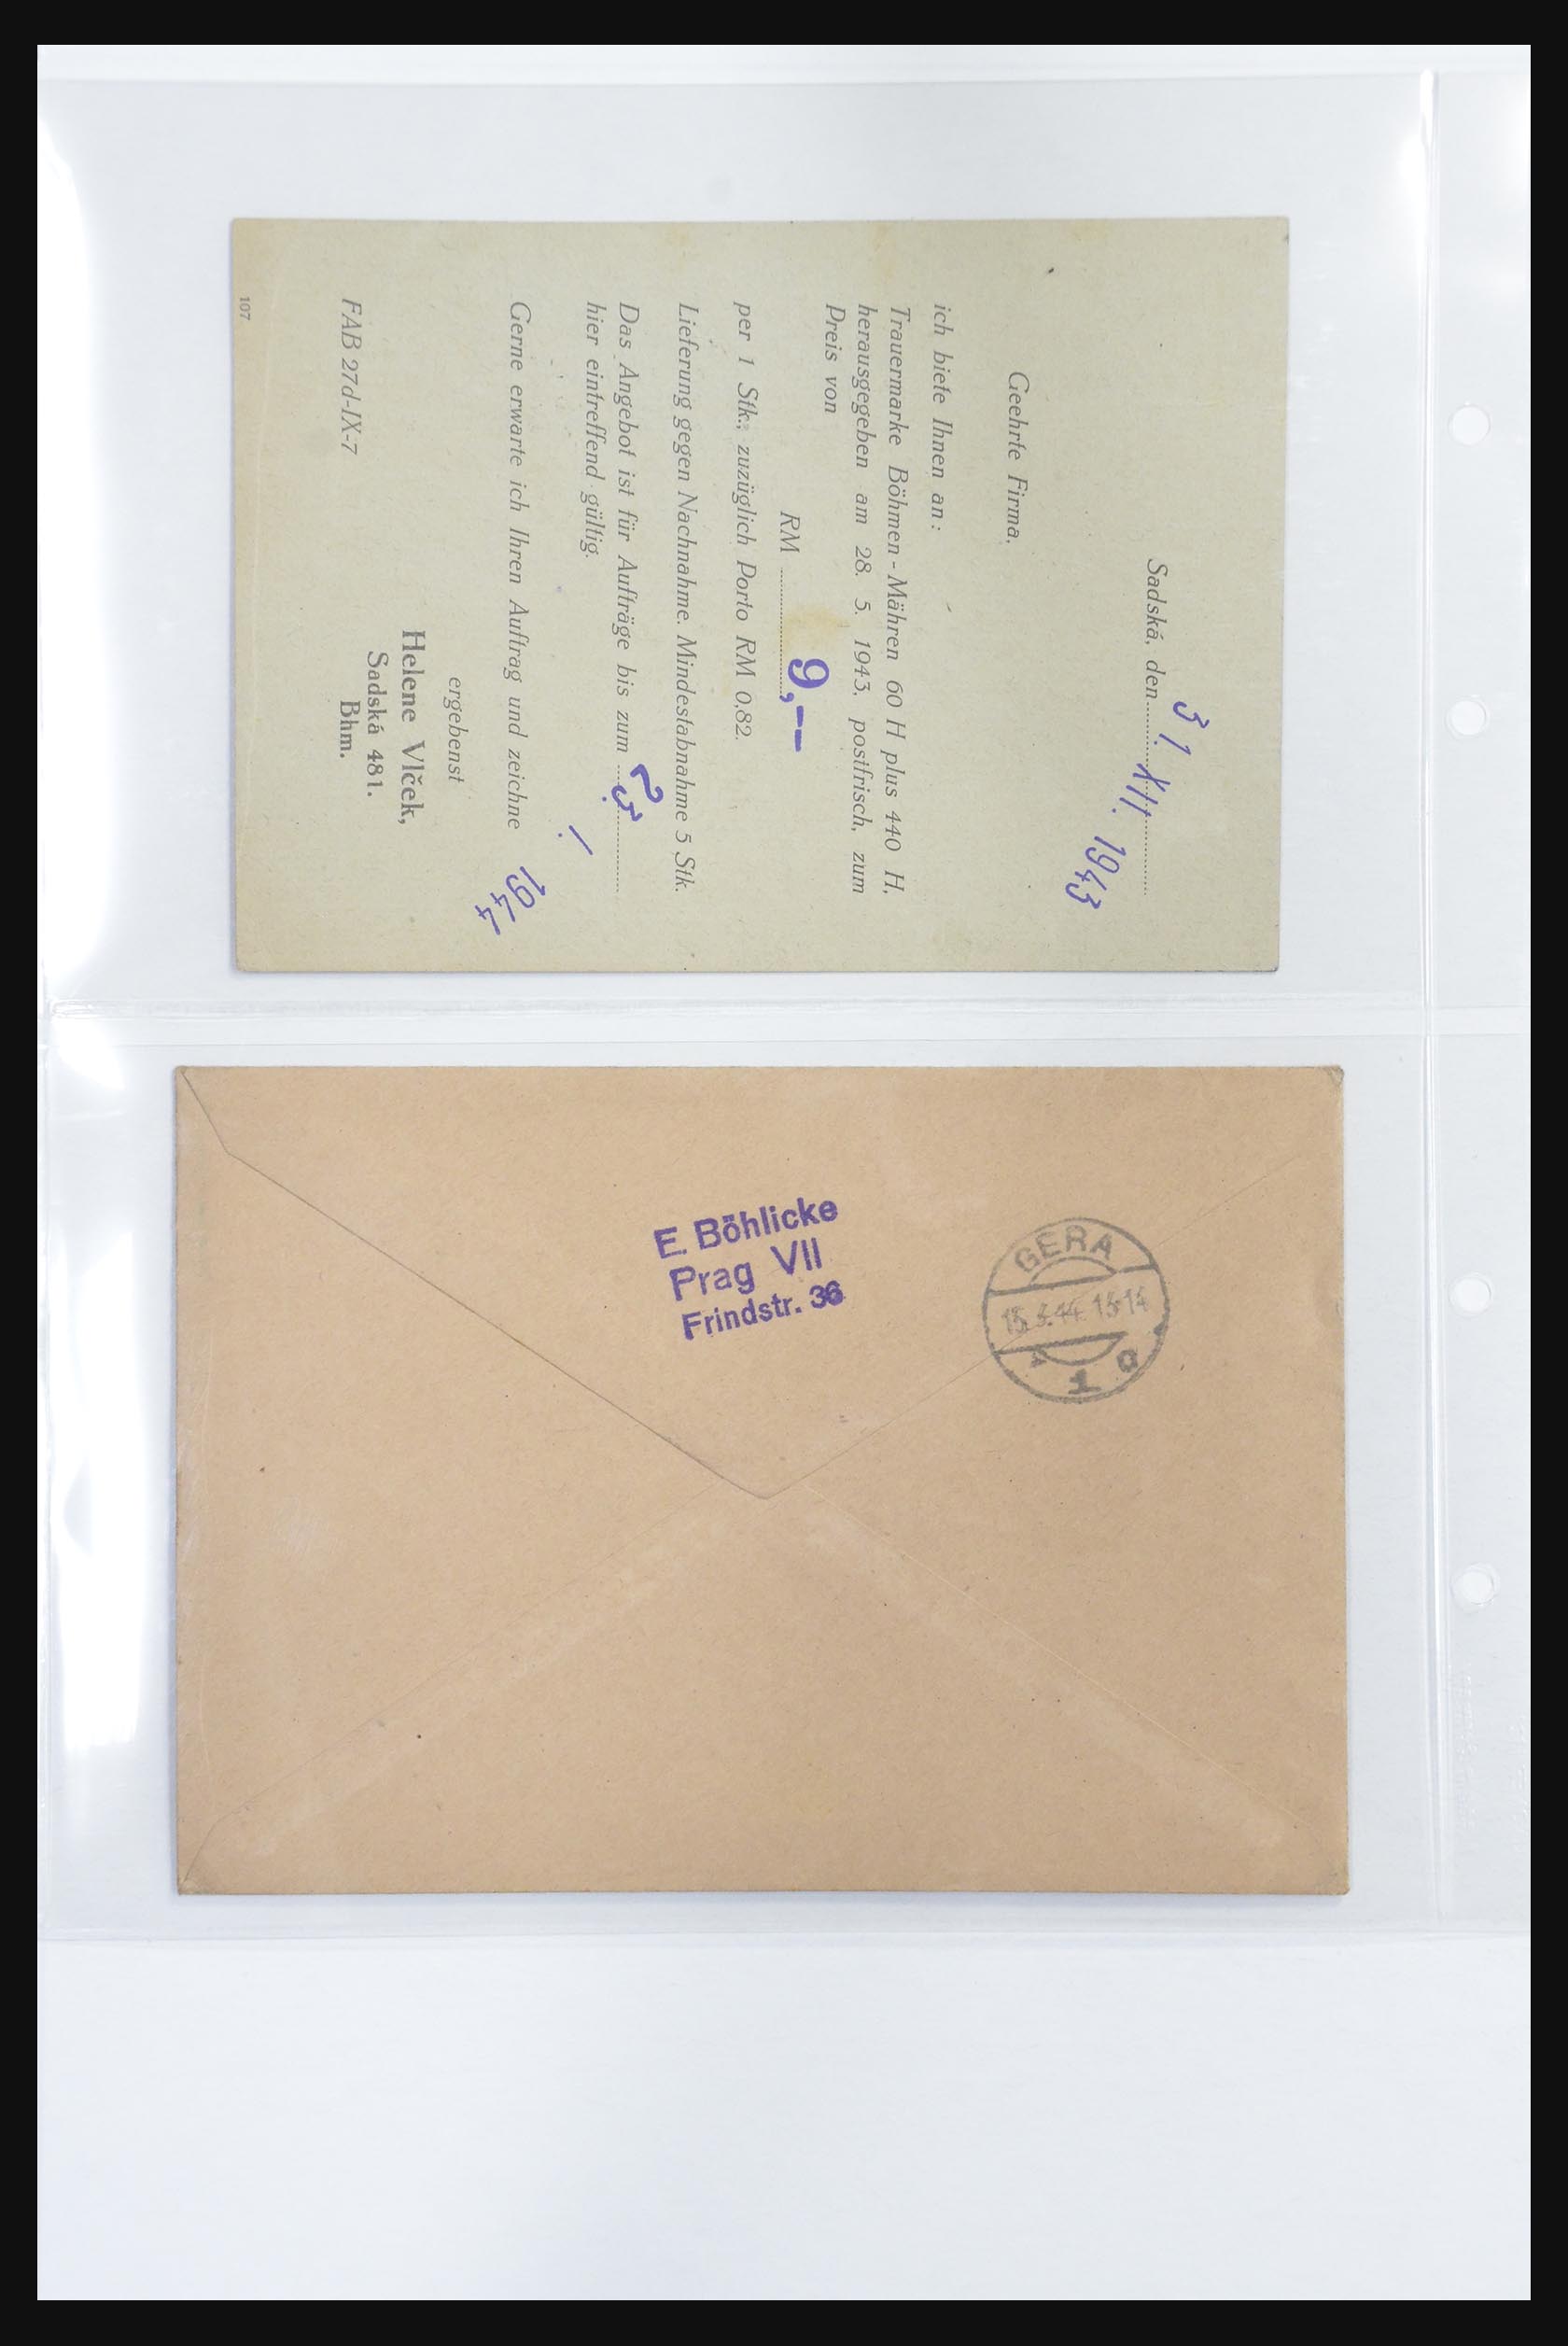 Sadská, den 31. XII. 1943
Geehrte Firma,
ich biete Ihnen an:
Trauermarke Böhmen-Mähren 60 H plus 440 H,
herausgegeben am 28. 5. 1943, postfrisch, zum
Preis von
RM 9,--
per 1 Stk., zuzüglich Porto RM 0,82.
Lieferung gegen Nachnahme. Mindestabnahme 5 Stk.
Das Angebot ist für Aufträge bis zum
hier eintreffend gültig.
1944
Gerne erwarte ich Ihren Auftrag und zeichne
ergebenst
Helene Vlček,
Sadská 481.
Bhm.
FAB 27d-IX-7
107
E. Böhlicke
Prag VII
Frindstr. 36
GERA
1 a